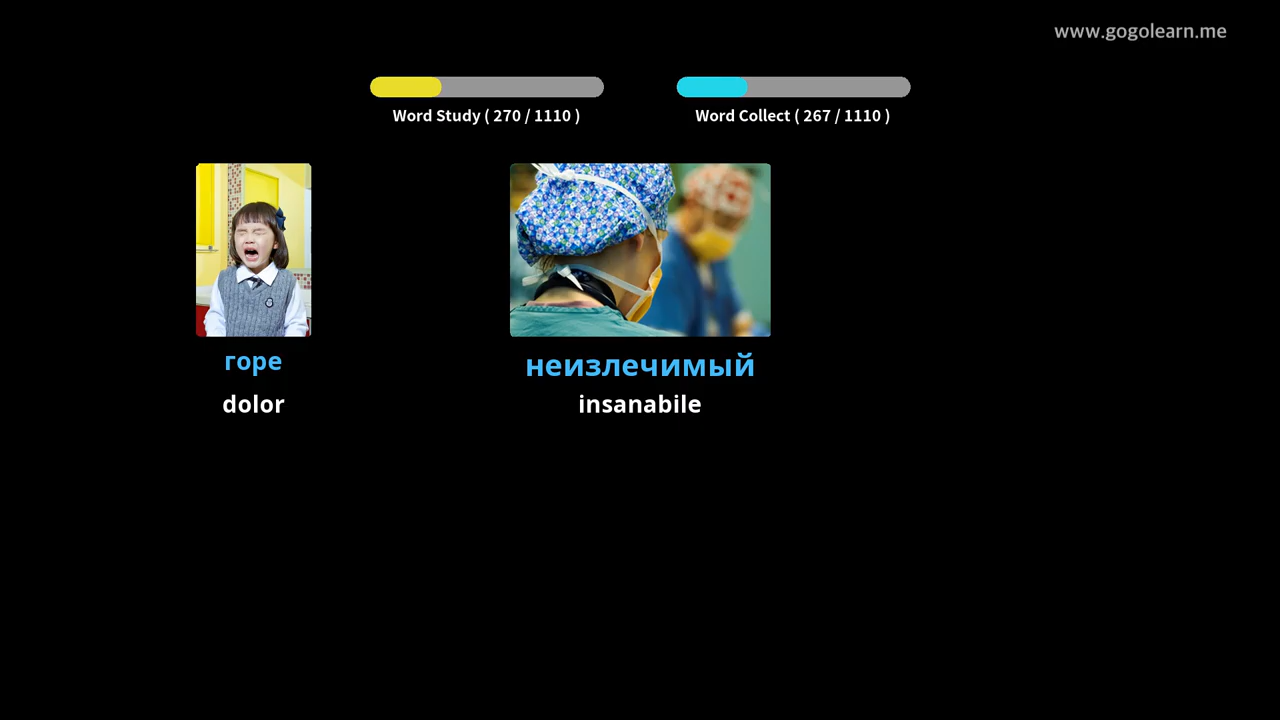 www.gogolearn.me
Word Study ( 270 / 1110 )
Word Collect ( 267 / 1110 )
горе
dolor
неизлечимый
insanabile